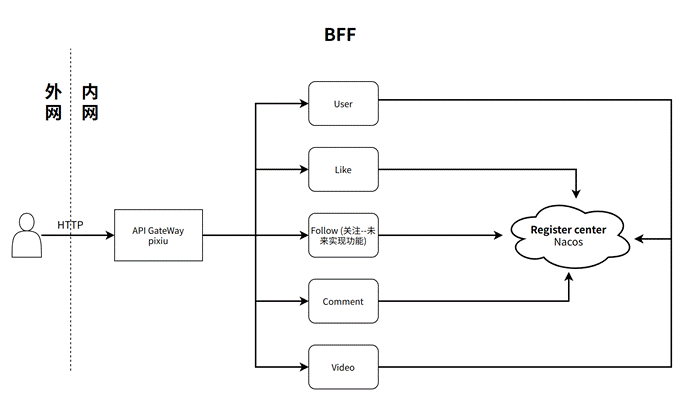 BFF
外 内
网 网
User
Like
HTTP
API GateWay
pixiu
Follow (关注--未
来实现功能)
Register center
Nacos
Comment
Video